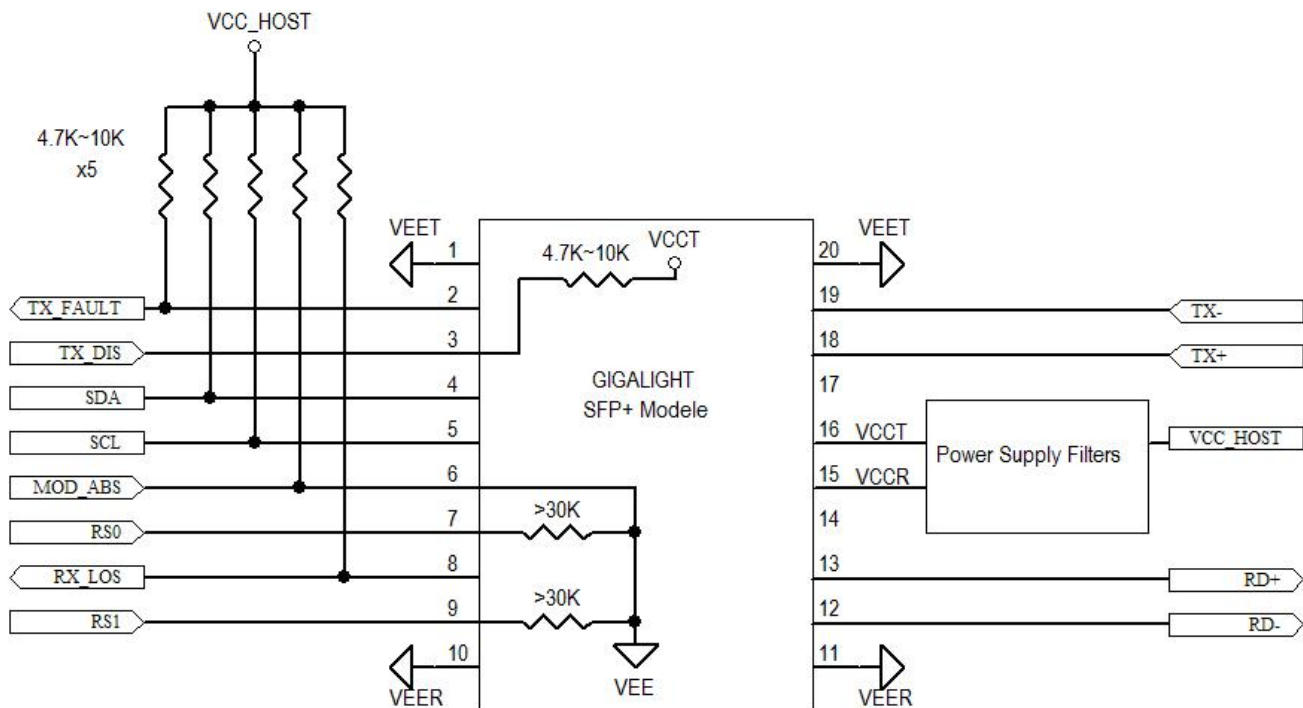 VCC_HOST
4.7K~10K
x5
VEET
1
2
3
4
5
6
7
8
9
10
TX_FAULT
TX_DIS
SDA
SCL
MOD_ABS
RS0
RX_LOS
RS1
VEER
4.7K~10K
VCCT
GIGALIGHT
SFP+ Modele
>30K
>30K
VEE
20
19
18
17
16
15
14
13
12
11
VEET
VCCT
VCCR
Power Supply Filters
VEER
TX-
TX+
VCC_HOST
RD+
RD-